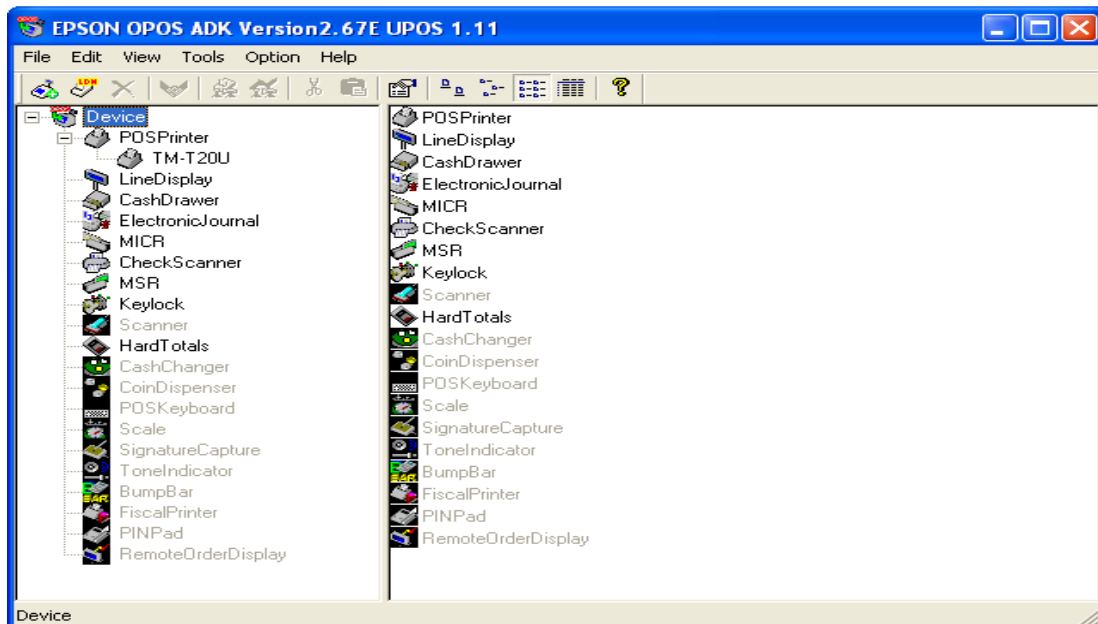 EPSON OPOS ADK Version2.67E UPOS 1.11
File Edit View Tools Option Help
Device
POSPrinter
TM-T20U
LineDisplay
CashDrawer
ElectronicJournal
MICR
CheckScanner
MSR
Keylock
Scanner
HardTotals
CashChanger
CoinDispenser
POSKeyboard
Scale
SignatureCapture
ToneIndicator
BumpBar
FiscalPrinter
PINPad
RemoteOrderDisplay
POSPrinter
LineDisplay
CashDrawer
ElectronicJournal
MICR
CheckScanner
MSR
Keylock
Scanner
HardTotals
CashChanger
CoinDispenser
POSKeyboard
Scale
SignatureCapture
ToneIndicator
BumpBar
FiscalPrinter
PINPad
RemoteOrderDisplay
Device